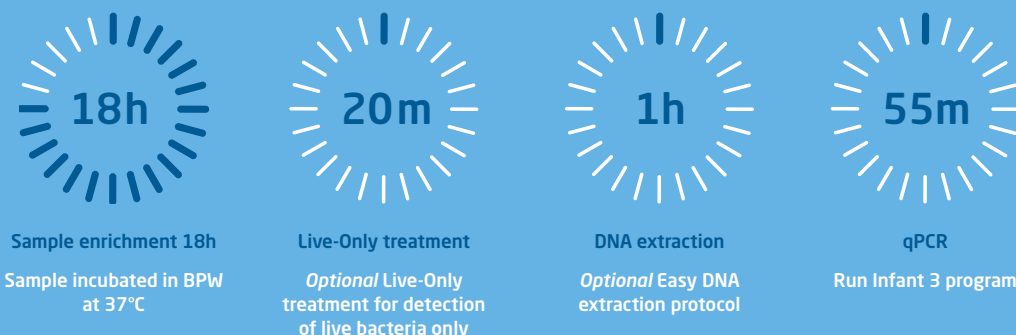 18h
20m
1h
55m
Sample enrichment 18h
Sample incubated in BPW
at 37°C
Live-Only treatment
Optional Live-Only
treatment for detection
of live bacteria only
DNA extraction
Optional Easy DNA
extraction protocol
qPCR
Run Infant 3 program